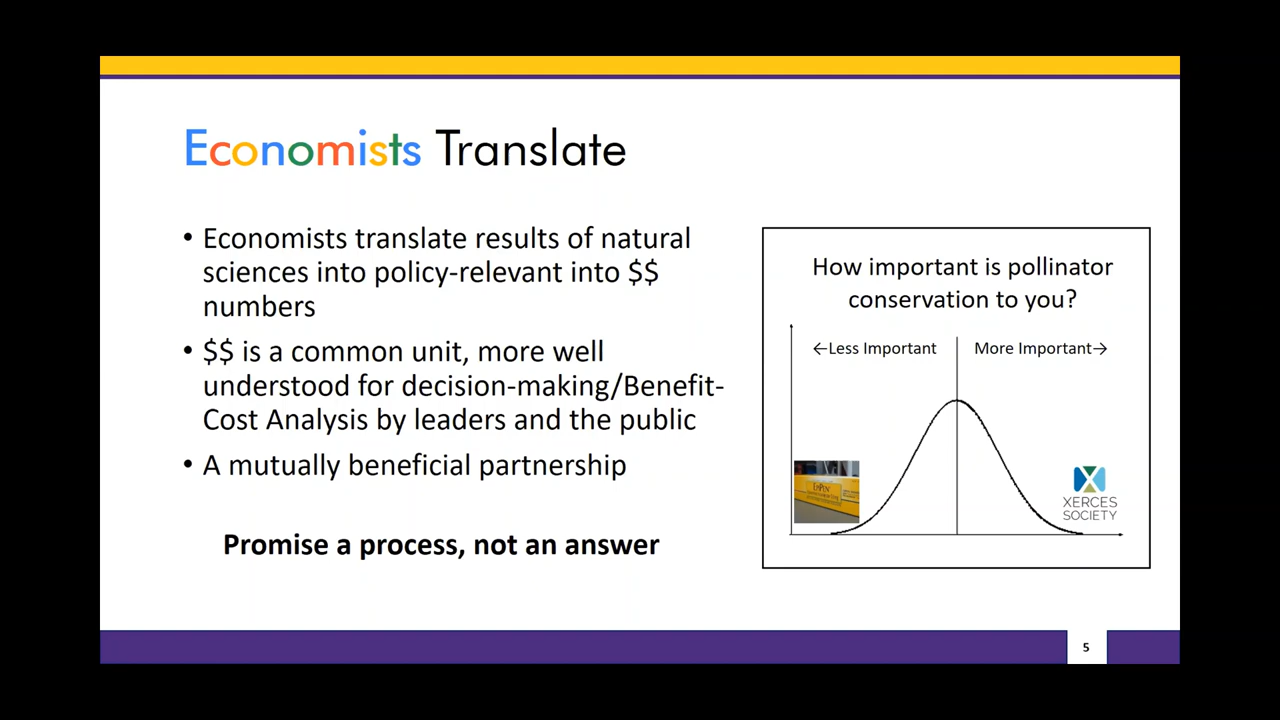 Economists Translate
• Economists translate results of natural
sciences into policy-relevant into $$
numbers
• $$ is a common unit, more well
understood for decision-making/Benefit-
Cost Analysis by leaders and the public
• A mutually beneficial partnership
Promise a process, not an answer
How important is pollinator
conservation to you?
←Less Important
More Important→
EpiPen
XERCES
SOCIETY
5